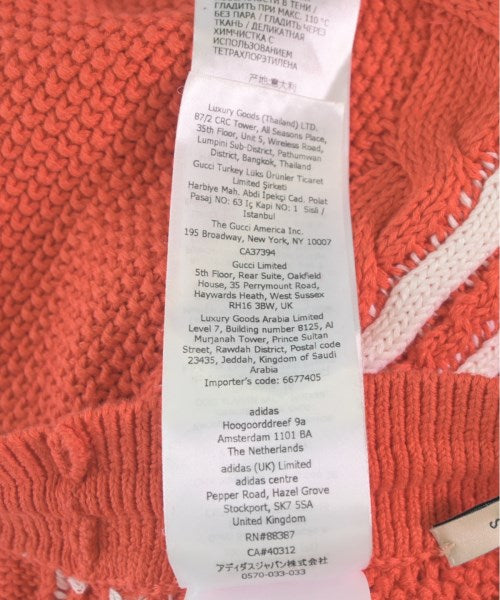 СТИ В ТЕНИ /
ГЛАДИТЬ ПРИ МАКС. 110 °C
БЕЗ ПАРА / ГЛАДИТЬ ЧЕРЕЗ
ТКАНЬ / ДЕЛИКАТНАЯ
ХИМЧИСТКА С
ИСПОЛЬЗОВАНИЕМ
ТЕТРАХЛОРЭТИЛЕНА
产地:意大利
Luxury Goods (Thailand) LTD.
87/2 CRC Tower, All Seasons Place,
35th Floor, Unit 5, Wireless Road,
Lumpini Sub-District, Pathumwan
District, Bangkok, Thailand
Gucci Turkey Lüks Ürünler Ticaret
Limited Şirketi
Harbiye Mah. Abdi İpekçi Cad. Polat
Pasaj NO: 63 İç Kapi NO: 1 Sisli /
Istanbul
The Gucci America Inc.
195 Broadway, New York, NY 10007
CA37394
Gucci Limited
5th Floor, Rear Suite, Oakfield
House, 35 Perrymount Road,
Haywards Heath, West Sussex
RH16 3BW, UK
Luxury Goods Arabia Limited
Level 7, Building number 8125, Al
Murjanah Tower, Prince Sultan
Street, Rawdah District, Postal code
23435, Jeddah, Kingdom of Saudi
Arabia
Importer's code: 6677405
adidas
Hoogoorddreef 9a
Amsterdam 1101 BA
The Netherlands
adidas (UK) Limited
adidas centre
Pepper Road, Hazel Grove
Stockport, SK7 5SA
United Kingdom
RN#88387
CA#40312
アディダスジャパン株式会社
0570-033-033
S